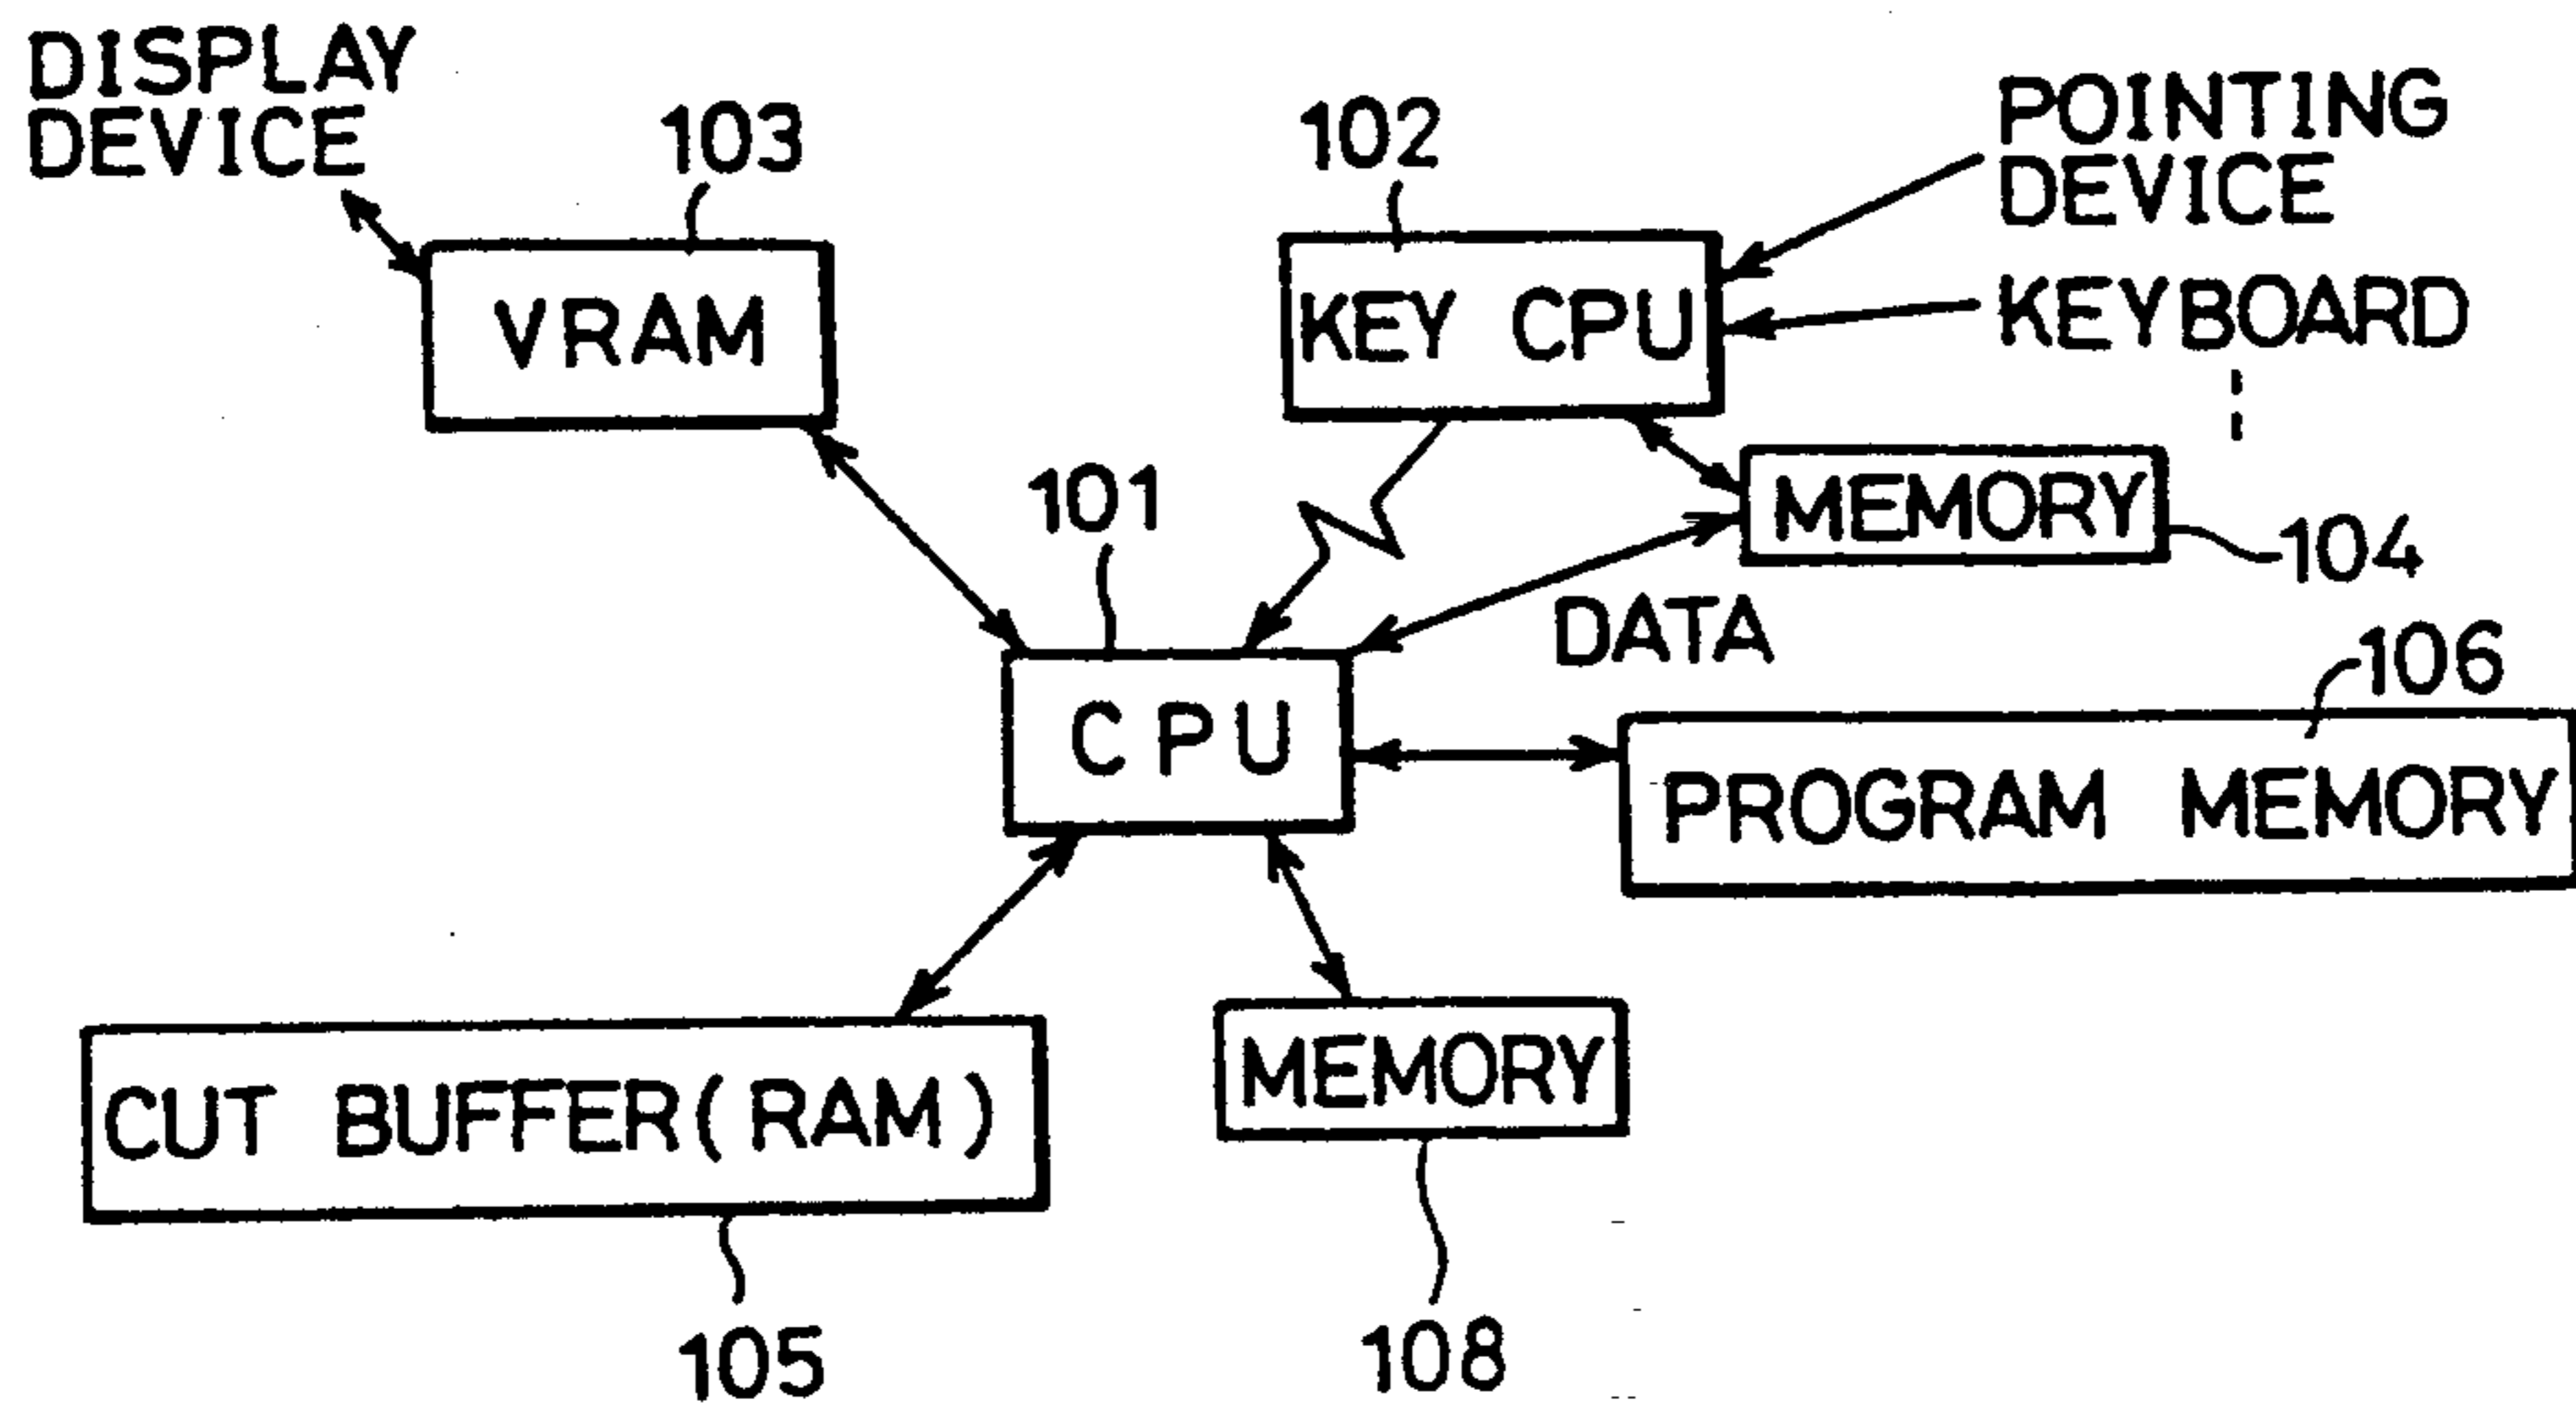 DISPLAY
DEVICE
103
102
POINTING
DEVICE
VRAM
KEY CPU
KEYBOARD
101
MEMORY
104
DATA
106
CPU
PROGRAM MEMORY
CUT BUFFER(RAM)
MEMORY
105
108